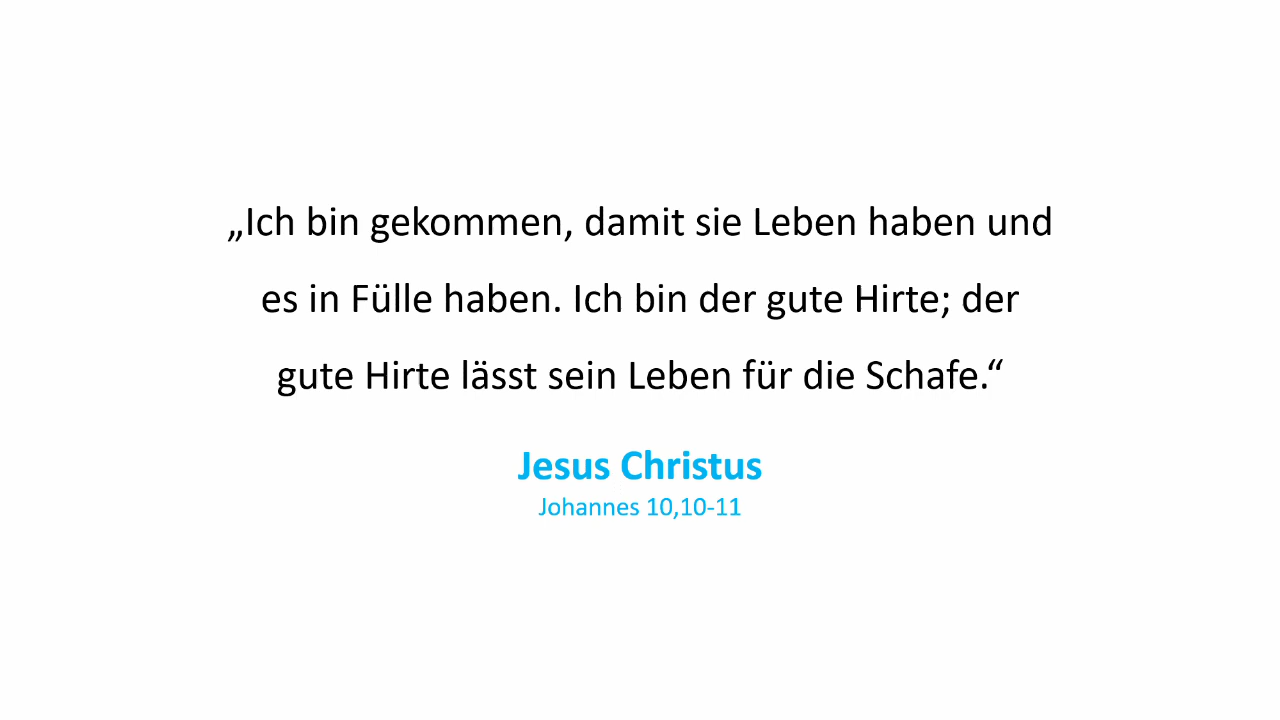 „Ich bin gekommen, damit sie Leben haben und
es in Fülle haben. Ich bin der gute Hirte; der
gute Hirte lässt sein Leben für die Schafe.“
Jesus Christus
Johannes 10,10-11